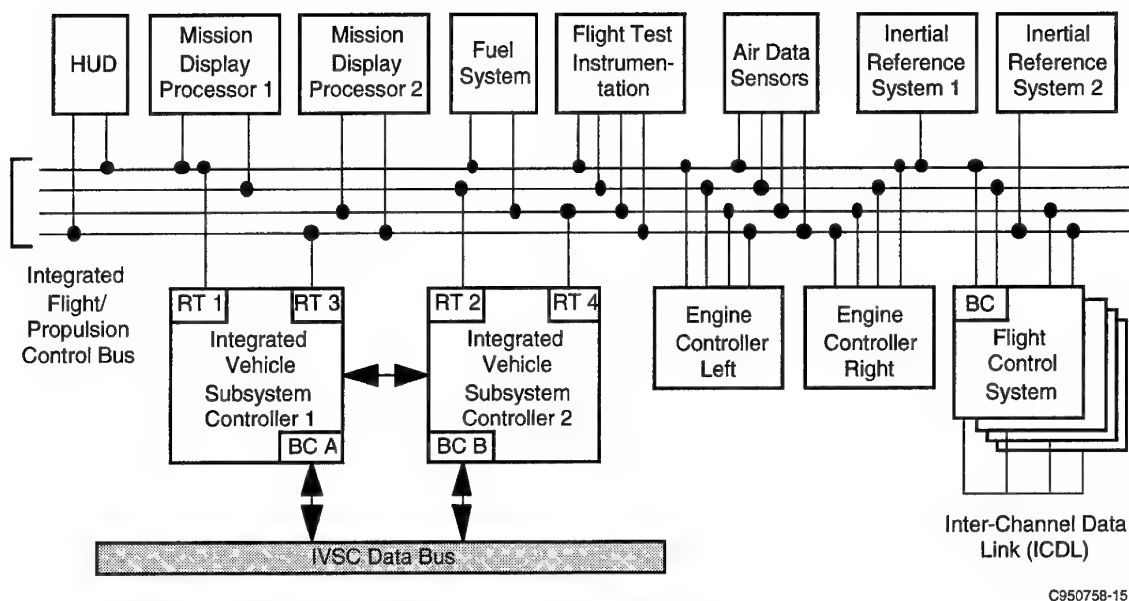 HUD
Mission
Display
Processor 1
Mission
Display
Processor 2
Fuel
System
Flight Test
Instrumen-
tation
Air Data
Sensors
Inertial
Reference
System 1
Inertial
Reference
System 2
Integrated
Flight/
Propulsion
Control Bus
RT 1
RT 3
Integrated
Vehicle
Subsystem
Controller 1
BC A
RT 2
RT 4
Integrated
Vehicle
Subsystem
Controller 2
BC B
Engine
Controller
Left
Engine
Controller
Right
BC
Flight
Control
System
Inter-Channel Data
Link (ICDL)
IVSC Data Bus
C950758-15